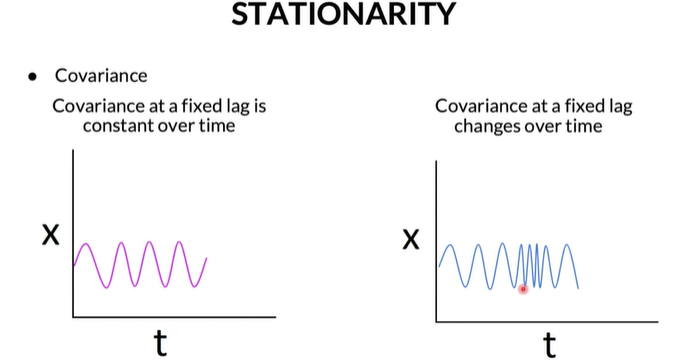 STATIONARITY
• Covariance
Covariance at a fixed lag is
constant over time
X
t
Covariance at a fixed lag
changes over time
X
t